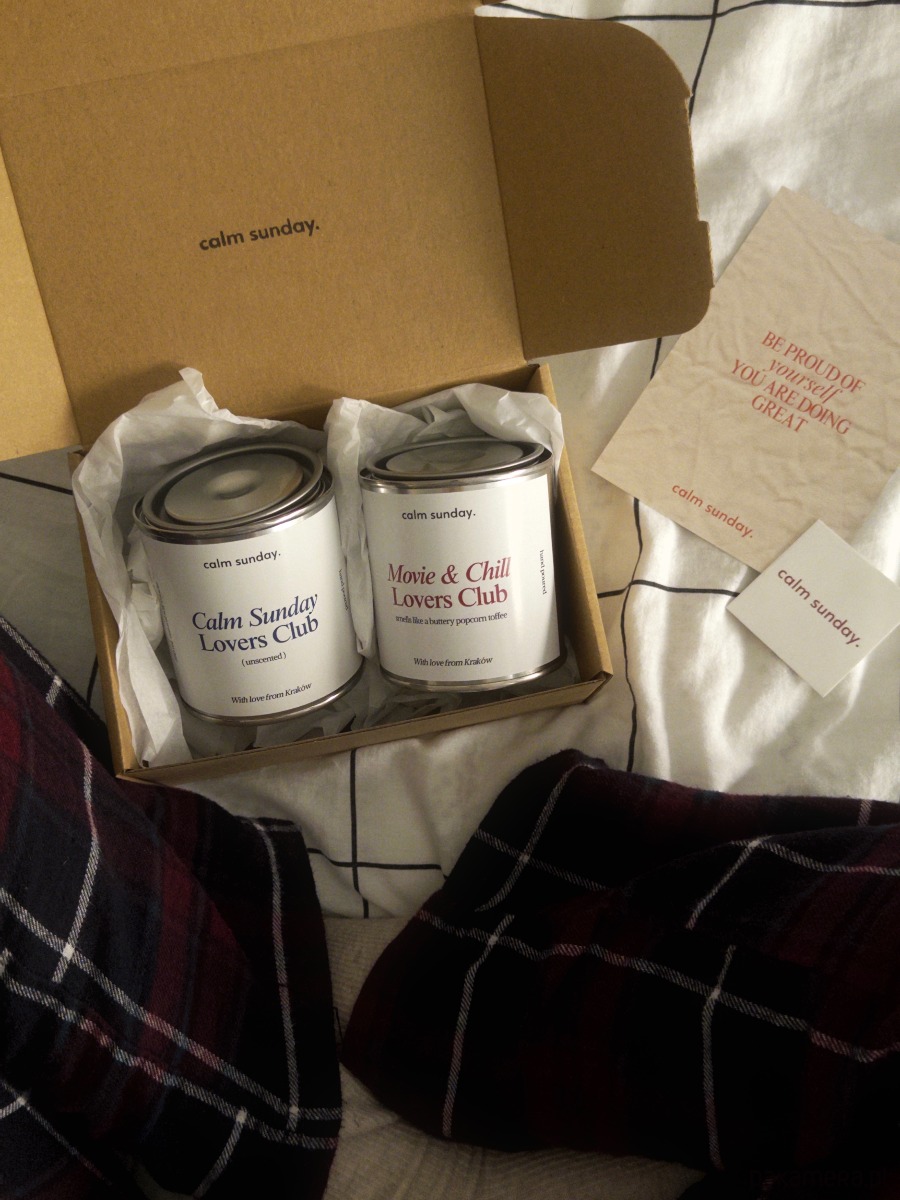 calm sunday.
BE PROUD OF
yourself
YOU ARE DOING
GREAT
calm sunday.
calm sunday.
calm sunday.
Calm Sunday
Lovers Club
(unscented)
With love from Kraków
calm sunday.
Movie & Chill
Lovers Club
smells like a buttery popcorn toffee
hand poured
With love from Kraków